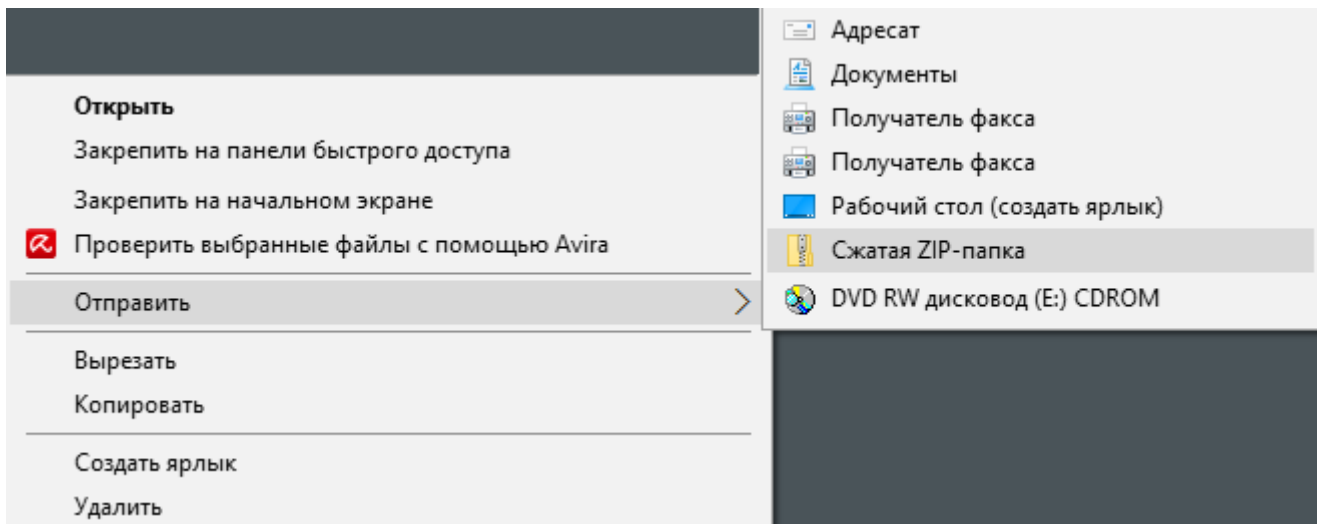 Открыть
Закрепить на панели быстрого доступа
Закрепить на начальном экране
Проверить выбранные файлы с помощью Avira
Отправить
Вырезать
Копировать
Создать ярлык
Удалить
Адресат
Документы
Получатель факса
Получатель факса
Рабочий стол (создать ярлык)
Сжатая ZIP-папка
DVD RW дисковод (E:) CDROM